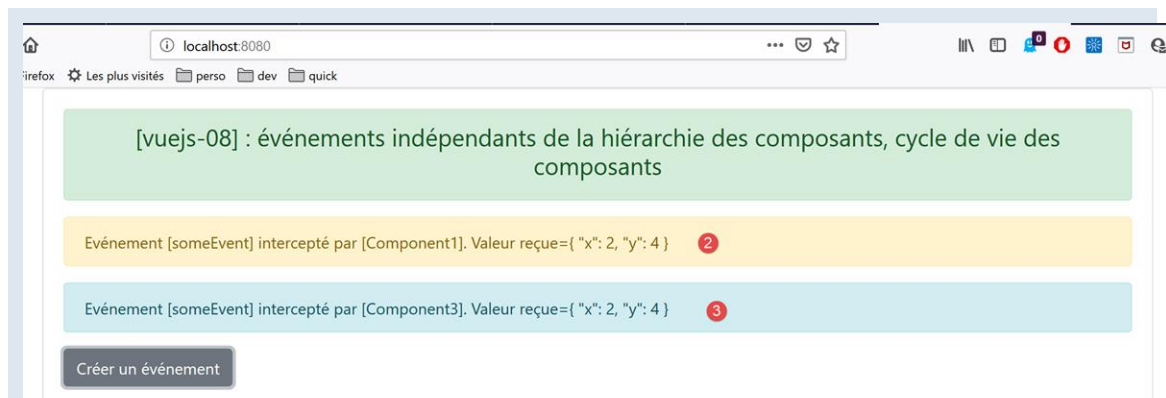 localhost:8080
0
irefox Les plus visités perso dev quick
[vuejs-08] : événements indépendants de la hiérarchie des composants, cycle de vie des
composants
Evénement [someEvent] intercepté par [Component1]. Valeur reçue={ "x": 2, "y": 4 } 2
Evénement [someEvent] intercepté par [Component3]. Valeur reçue={ "x": 2, "y": 4 } 3
Créer un événement